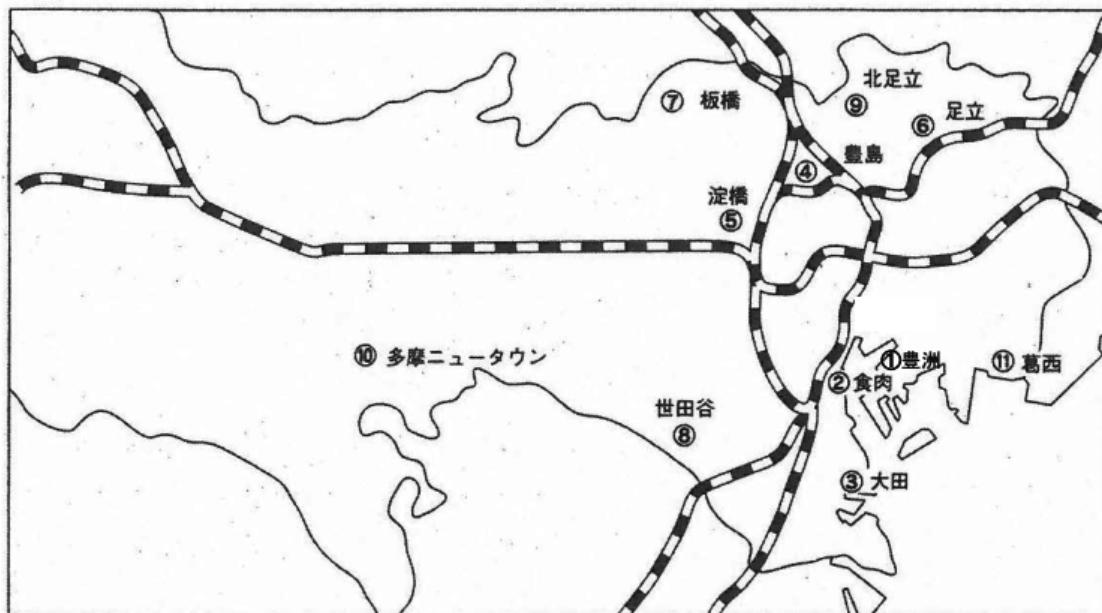 北足立
⑨
⑦ 板橋
足立
⑥
豊島
④
淀橋
⑤
⑩ 多摩ニュータウン
①豊洲
⑪ 葛西
② 食肉
世田谷
⑧
③ 大田